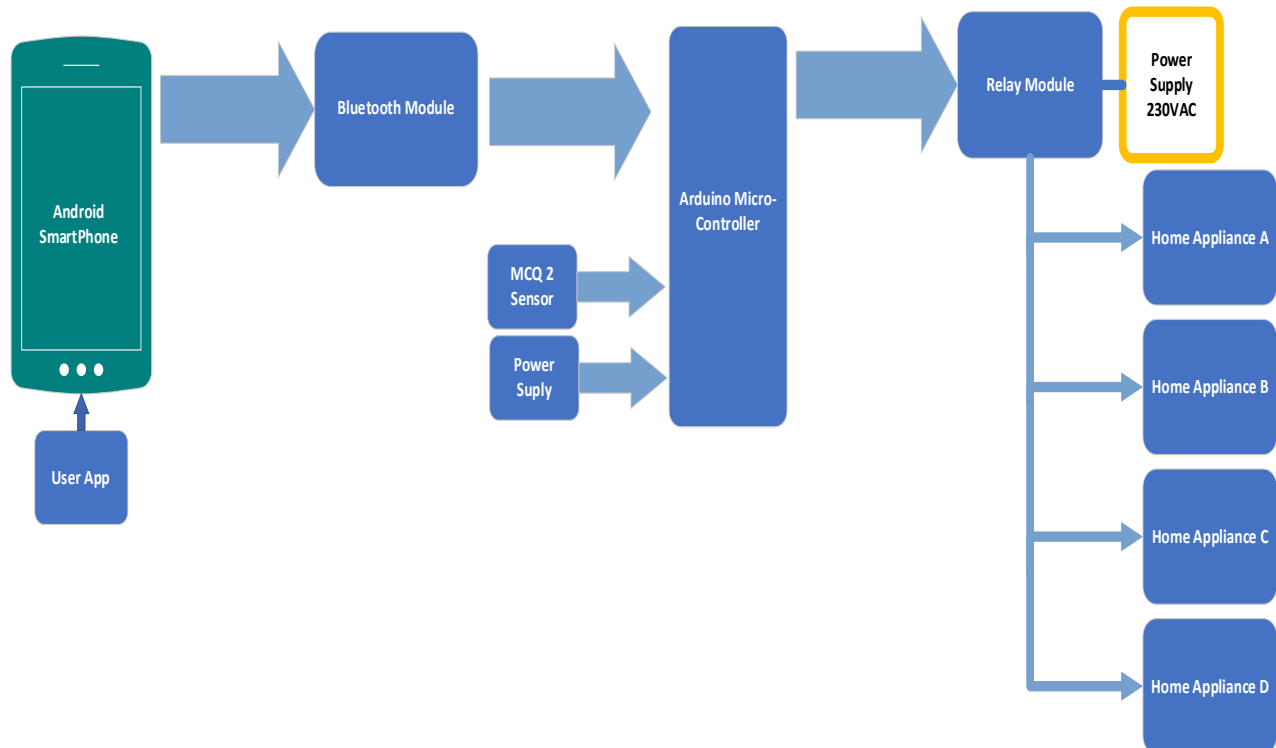 Android
SmartPhone
User App
Bluetooth Module
MCQ 2
Sensor
Power
Suply
Arduino Micro-
Controller
Relay Module
Power
Supply
230VAC
Home Appliance A
Home Appliance B
Home Appliance C
Home Appliance D